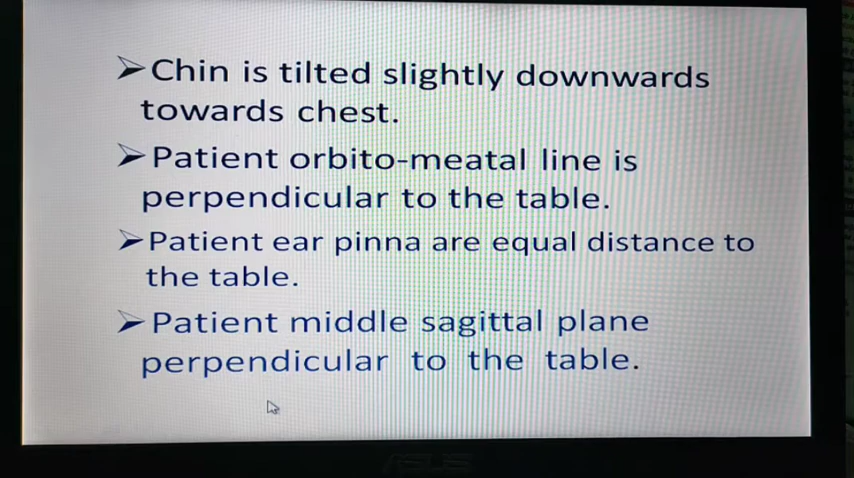 ➢Chin is tilted slightly downwards
towards chest.
➢Patient orbito-meatal line is
perpendicular to the table.
➢Patient ear pinna are equal distance to
the table.
➢Patient middle sagittal plane
perpendicular to the table.
ASUS